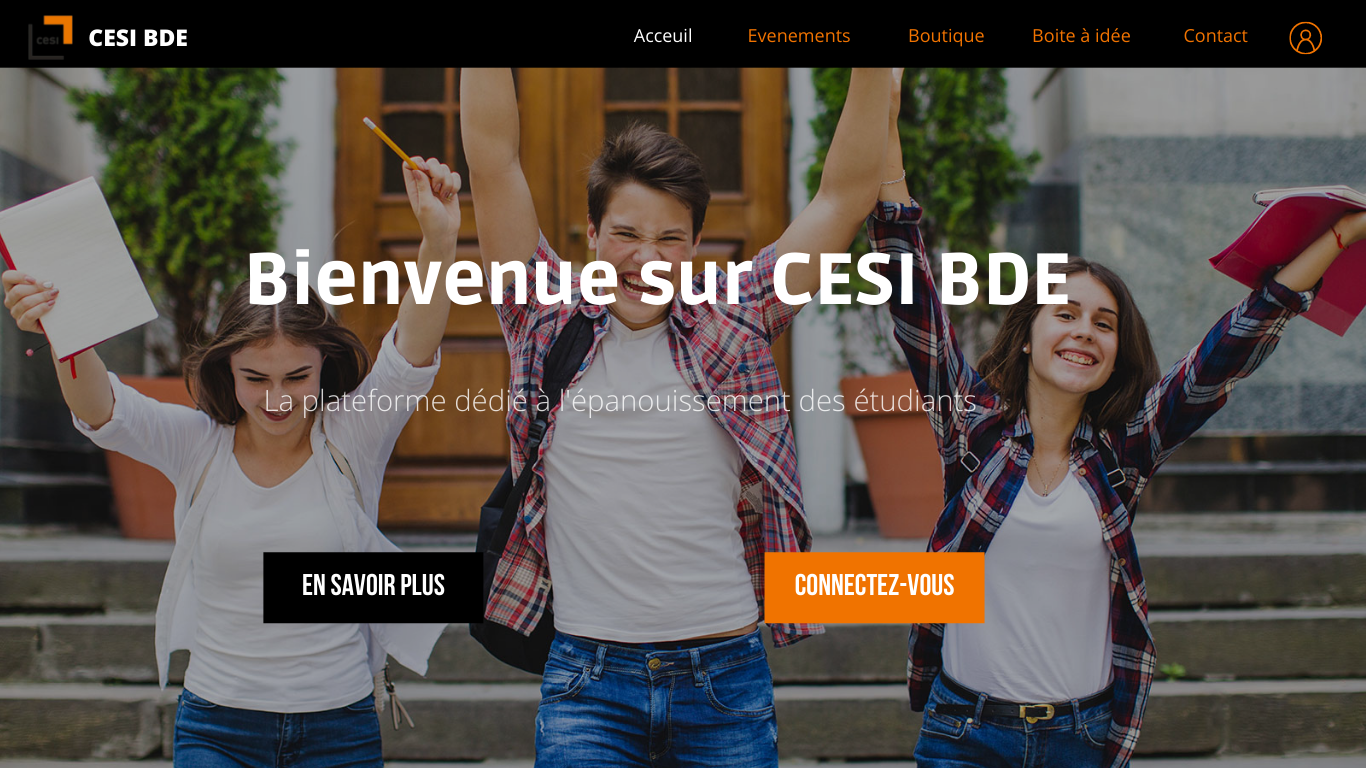 cesi
CESI BDE
Acceuil
Evenements
Boutique
Boite à idée
Contact
Bienvenue sur CESI BDE
La plateforme dédié à l'épanouissement des étudiants
EN SAVOIR PLUS
CONNECTEZ-VOUS